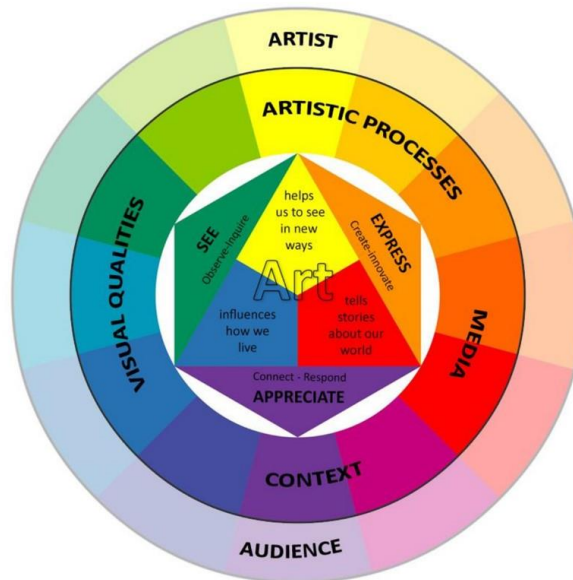 ARTIST
ARTISTIC PROCESSES
helps
us to see
in new
ways
SEE
Observe-Inquire
EXPRESS
Create-innovate
Art
influences
how we
live
tells
stories
about our
world
VISUAL QUALITIES
MEDIA
Connect - Respond
APPRECIATE
CONTEXT
AUDIENCE